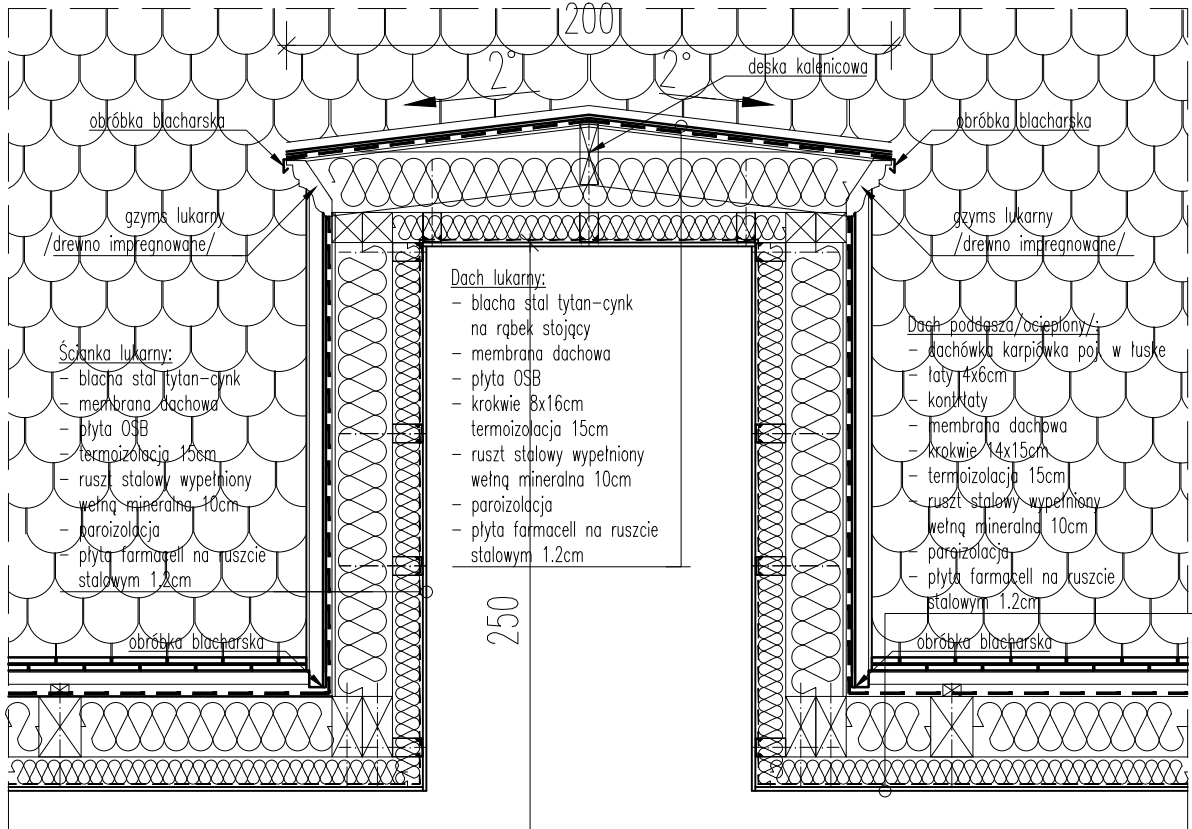 200
2° 2°
deska kalenicowa
obróbka blacharska
obróbka blacharska
gzyms lukarny
/drewno impregnowane/
gzyms lukarny
/drewno impregnowane/
Ścianka lukarny:
- blacha stal tytan-cynk
- membrana dachowa
- płyta OSB
- termoizolacja 15cm
- ruszt stalowy wypełniony
wełną mineralna 10cm
- paroizolacja
- płyta farmacell na ruszcie
stalowym 1.2cm
obróbka blacharska
Dach lukarny:
- blacha stal tytan-cynk
na rąbek stojący
- membrana dachowa
- płyta OSB
- krokwie 8x16cm
termoizolacja 15cm
- ruszt stalowy wypełniony
wełną mineralna 10cm
- paroizolacja
- płyta farmacell na ruszcie
stalowym 1.2cm
250
Dach poddasza/ocieplony/:
- dachówka karpiówka poj. w łuskę
- łaty 4x6cm
- kontrłaty
- membrana dachowa
- krokwie 14x15cm
- termoizolacja 15cm
- ruszt stalowy wypełniony
wełną mineralna 10cm
- paroizolacja
- płyta farmacell na ruszcie
stalowym 1.2cm
obróbka blacharska